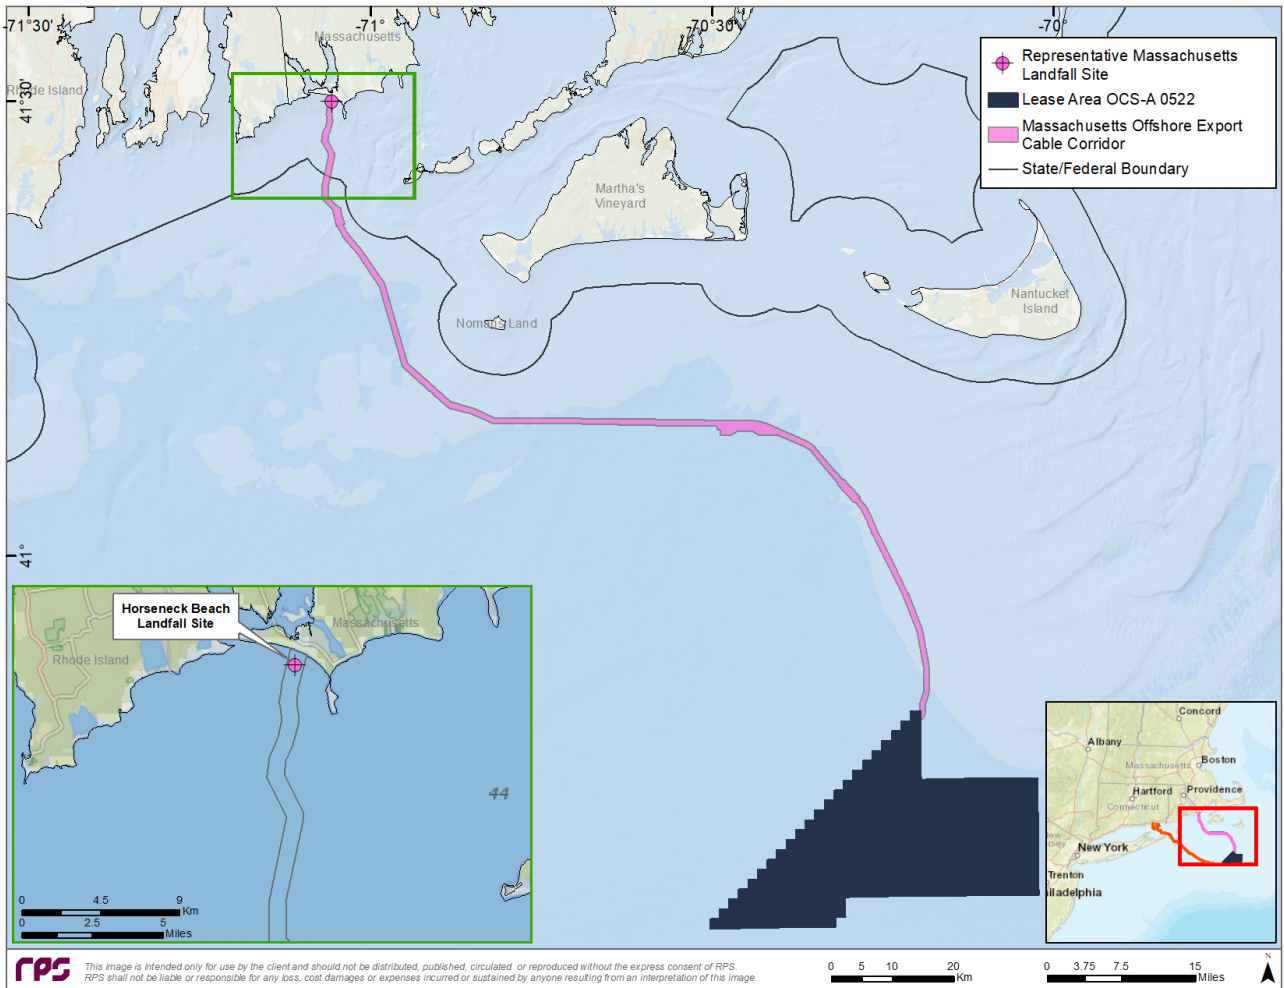 -71°30'
-71°
-70°30'
-70°
Massachusetts
Rhode Island
41°30'
Representative Massachusetts
Landfall Site
Lease Area OCS-A 0522
Massachusetts Offshore Export
Cable Corridor
State/Federal Boundary
Martha's
Vineyard
Nantucket
Island
Nomans Land
41°
Horseneck Beach
Landfall Site
Massachusetts
Rhode Island
44
0 4.5 9
Km
0 2.5 5
Miles
Concord
Albany
Massachusetts
Boston
Hartford
Providence
Connecticut
New York
Trenton
iladelphia
rps
This image is intended only for use by the client and should not be distributed, published, circulated or reproduced without the express consent of RPS.
RPS shall not be liable or responsible for any loss, cost damages or expenses incurred or sustained by anyone resulting from an interpretation of this image.
0 5 10 20
Km
0 3.75 7.5 15
Miles
N